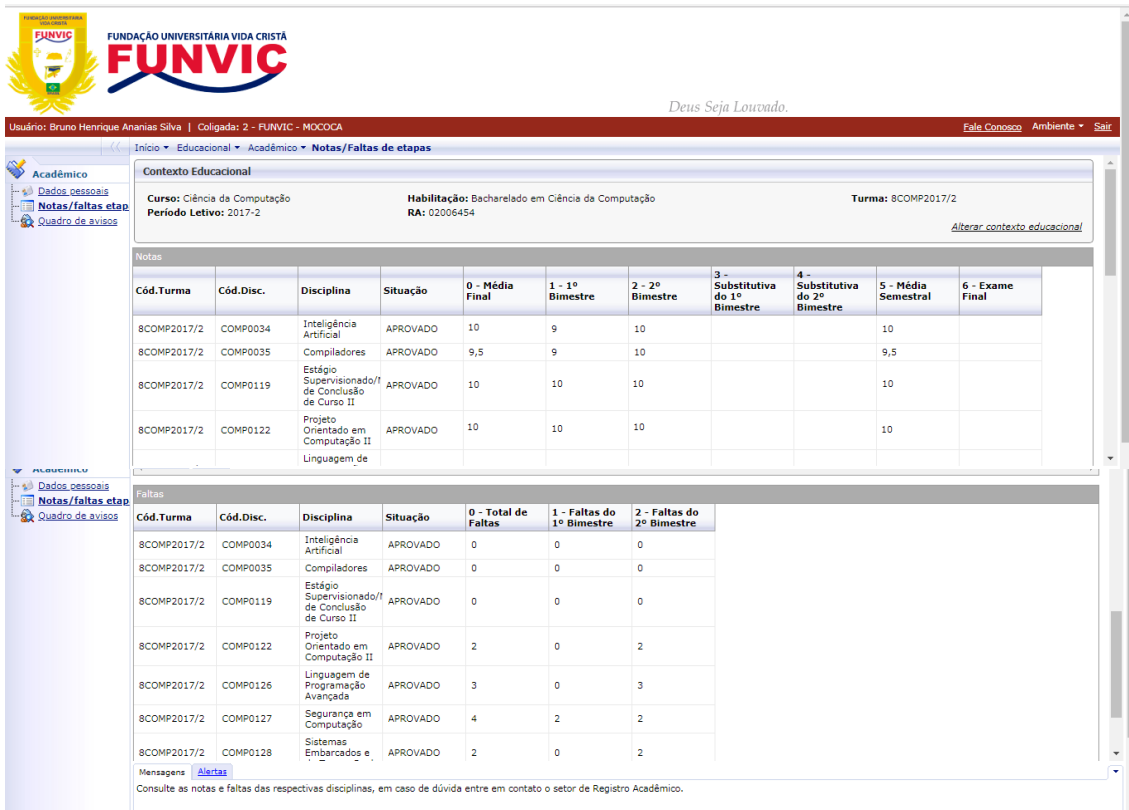 FUNDAÇÃO UNIVERSITÁRIA
VIDA CRISTÃ
FUNVIC
FUNDAÇÃO UNIVERSITÁRIA VIDA CRISTÃ
FUNVIC
Deus Seja Louvado.
Usuário: Bruno Henrique Ananias Silva | Coligada: 2 - FUNVIC - MOCOCA Fale Conosco Ambiente Sair
Início Educacional Acadêmico Notas/Faltas de etapas
Acadêmico
Dados pessoais
Notas/faltas etap
Quadro de avisos
Contexto Educacional
Curso: Ciência da Computação Habilitação: Bacharelado em Ciência da Computação Turma: 8COMP2017/2
Período Letivo: 2017-2 RA: 02006454
Alterar contexto educacional
Notas
Cód.Turma Cód.Disc. Disciplina Situação 0 - Média Final 1 - 1º Bimestre 2 - 2º Bimestre 3 - Substitutiva do 1º Bimestre 4 - Substitutiva do 2º Bimestre 5 - Média Semestral 6 - Exame Final
8COMP2017/2 COMP0034 Inteligência Artificial APROVADO 10 9 10 10
8COMP2017/2 COMP0035 Compiladores APROVADO 9,5 9 10 9,5
8COMP2017/2 COMP0119 Estágio Supervisionado/ de Conclusão de Curso II APROVADO 10 10 10 10
8COMP2017/2 COMP0122 Projeto Orientado em Computação II APROVADO 10 10 10 10
Linguagem de
Acadêmico
Dados pessoais
Notas/faltas etap
Quadro de avisos
Faltas
Cód.Turma Cód.Disc. Disciplina Situação 0 - Total de Faltas 1 - Faltas do 1º Bimestre 2 - Faltas do 2º Bimestre
8COMP2017/2 COMP0034 Inteligência Artificial APROVADO 0 0 0
8COMP2017/2 COMP0035 Compiladores APROVADO 0 0 0
8COMP2017/2 COMP0119 Estágio Supervisionado/ de Conclusão de Curso II APROVADO 0 0 0
8COMP2017/2 COMP0122 Projeto Orientado em Computação II APROVADO 2 0 2
8COMP2017/2 COMP0126 Linguagem de Programação Avançada APROVADO 3 0 3
8COMP2017/2 COMP0127 Segurança em Computação APROVADO 4 2 2
8COMP2017/2 COMP0128 Sistemas Embarcados e APROVADO 2 0 2
Mensagens Alertas
Consulte as notas e faltas das respectivas disciplinas, em caso de dúvida entre em contato o setor de Registro Acadêmico.